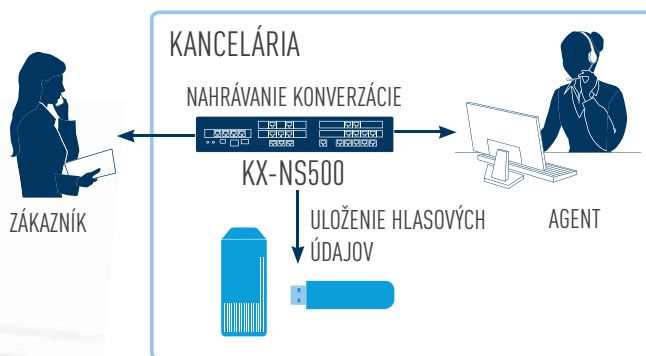 KANCELÁRIA
NAHRÁVANIE KONVERZÁCIE
KX-NS500
ZÁKAZNÍK
ULOŽENIE HLASOVÝCH
ÚDAJOV
AGENT